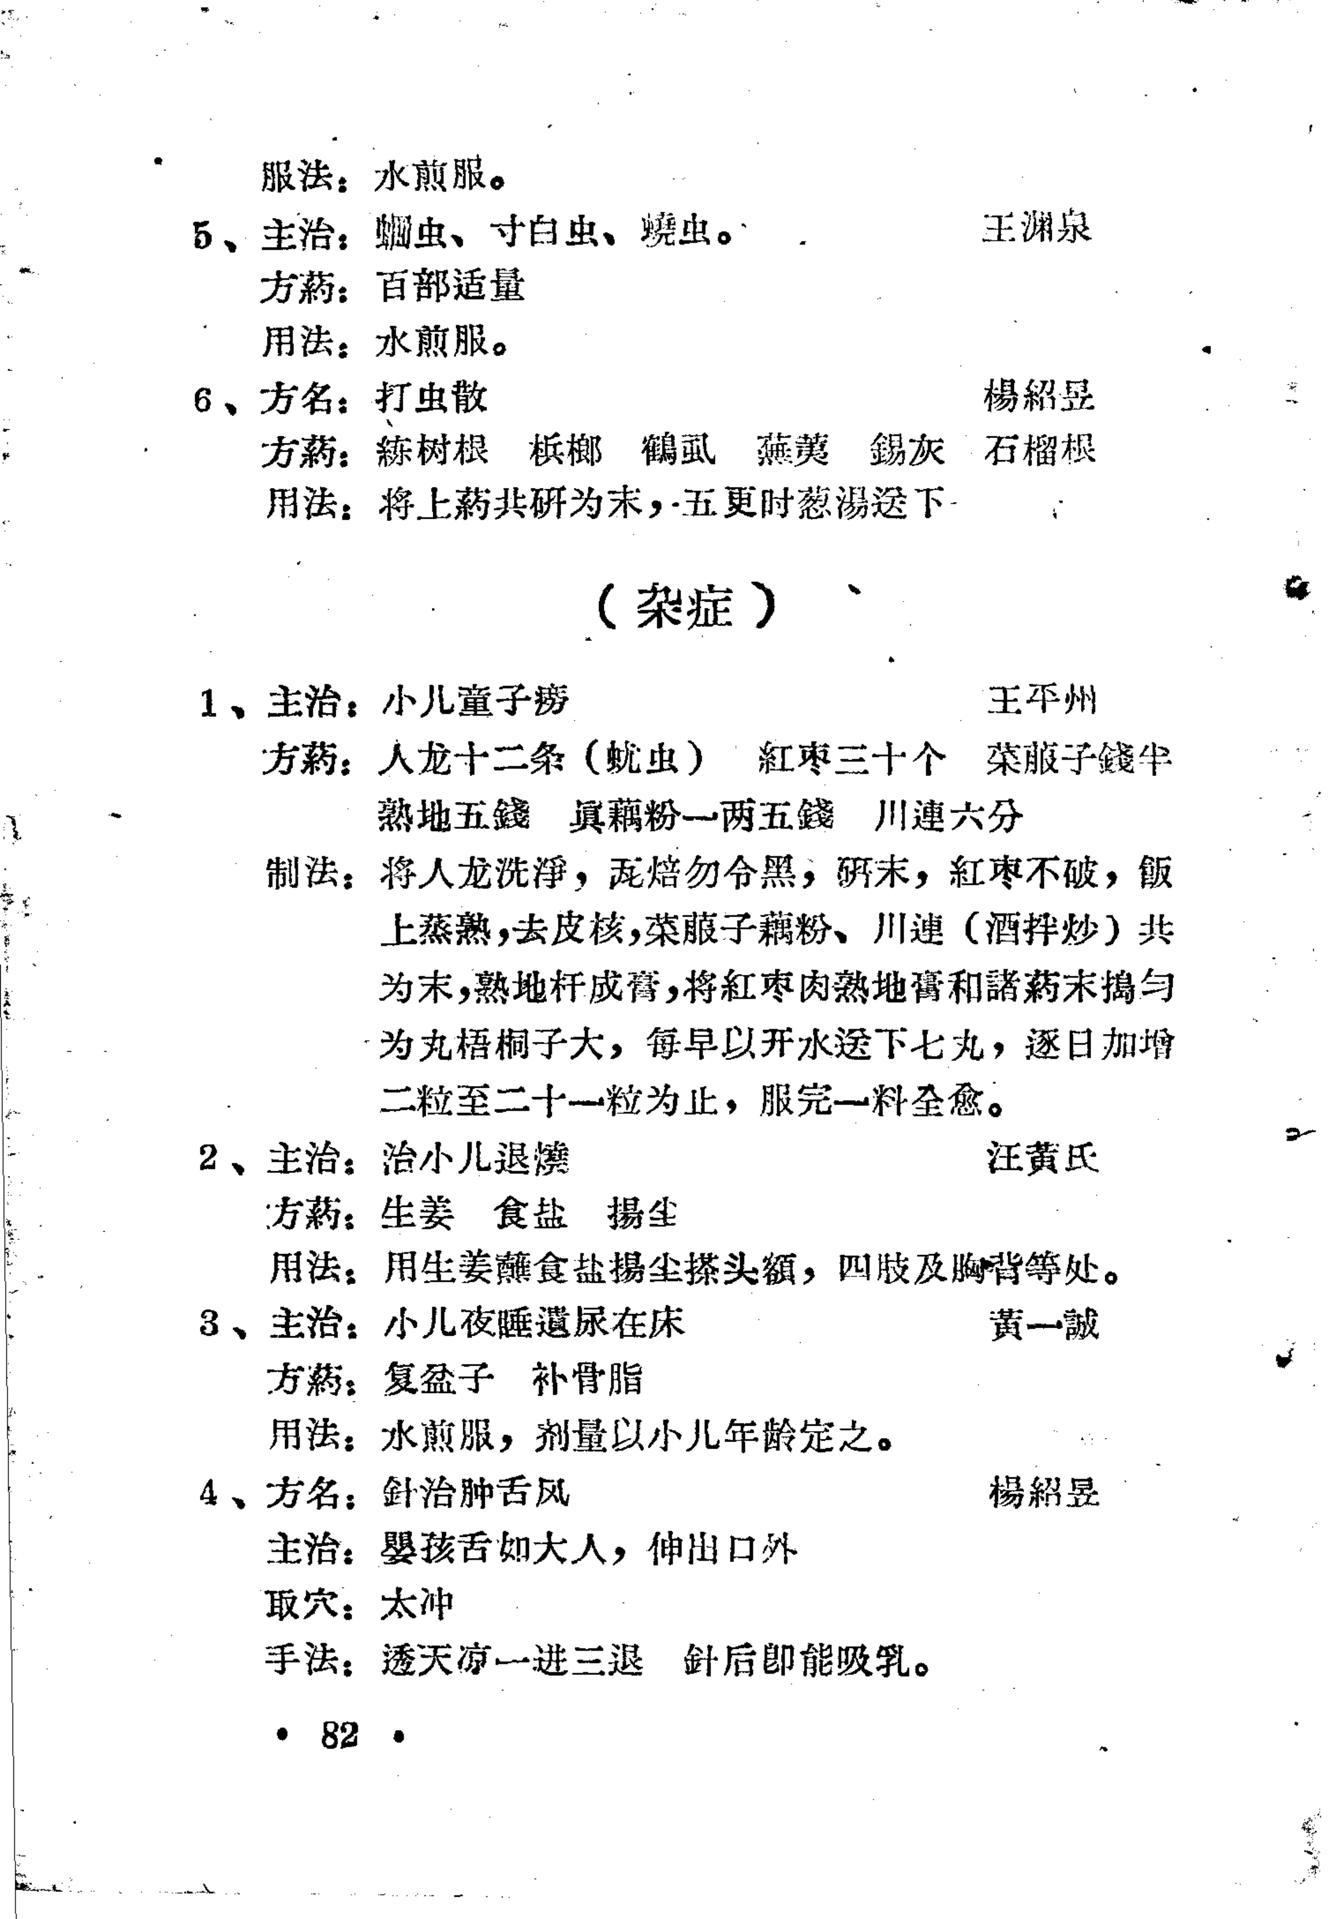 服法：水煎服。
5、主治：蛔虫、寸白虫、蟯虫。 王渊泉
方葯：百部适量
用法：水煎服。
6、方名：打虫散 楊紹昱
方葯：練树根 梹榔 鶴虱 蕪荑 錫灰 石榴根
用法：将上葯共研为末，五更时葱湯送下
（杂症）
1、主治：小儿童子痨 王平州
方葯：人龙十二条（蚘虫） 紅枣三十个 菜菔子錢半
熟地五錢 眞藕粉一两五錢 川連六分
制法：将人龙洗淨，瓦焙勿令黑，研末，紅枣不破，飯
上蒸熟，去皮核，菜菔子藕粉、川連（酒拌炒）共
为末，熟地杆成膏，将紅枣肉熟地膏和諸葯末搗勻
为丸梧桐子大，每早以开水送下七丸，逐日加增
二粒至二十一粒为止，服完一料全愈。
2、主治：治小儿退燒 汪黃氏
方葯：生姜 食盐 揚尘
用法：用生姜蘸食盐揚尘搽头額，四肢及胸背等处。
3、主治：小儿夜睡遺尿在床 黃一誠
方葯：复盆子 补骨脂
用法：水煎服，剂量以小儿年龄定之。
4、方名：針治肿舌风 楊紹昱
主治：嬰孩舌如大人，伸出口外
取穴：太冲
手法：透天凉一进三退 針后卽能吸乳。
• 82 •